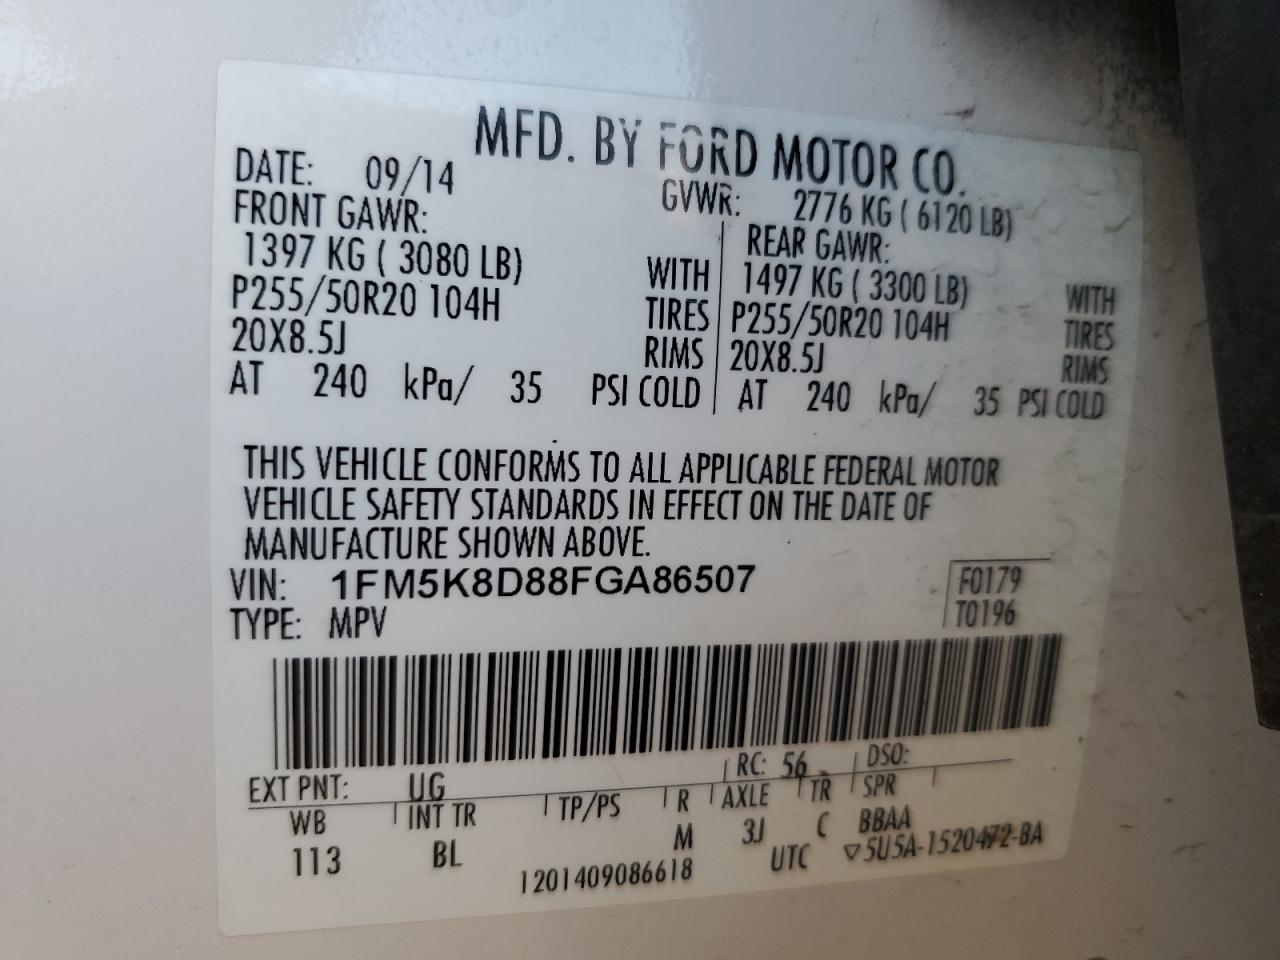 MFD. BY FORD MOTOR CO.
DATE: 09/14 GVWR: 2776 KG ( 6120 LB)
FRONT GAWR: REAR GAWR:
1397 KG ( 3080 LB) WITH 1497 KG ( 3300 LB) WITH
P255/50R20 104H TIRES P255/50R20 104H TIRES
20X8.5J RIMS 20X8.5J RIMS
AT 240 kPa/ 35 PSI COLD AT 240 kPa/ 35 PSI COLD
THIS VEHICLE CONFORMS TO ALL APPLICABLE FEDERAL MOTOR
VEHICLE SAFETY STANDARDS IN EFFECT ON THE DATE OF
MANUFACTURE SHOWN ABOVE.
VIN: 1FM5K8D88FGA86507 F0179
TYPE: MPV T0196
EXT PNT: UG RC: 56 DSO:
WB INT TR TP/PS R AXLE TR SPR
113 BL M 3J C BBAA
1201409086618 UTC ▽5U5A-1520472-BA